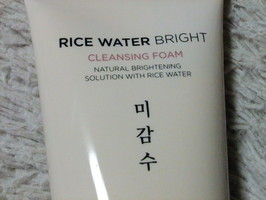 RICE WATER BRIGHT
CLEANSING FOAM
NATURAL BRIGHTENING
SOLUTION WITH RICE WATER
미감수